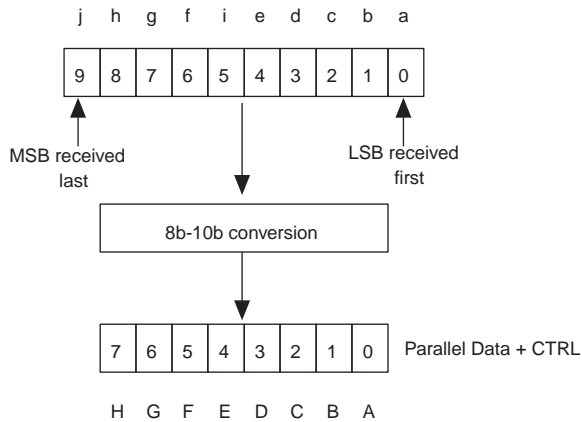 j h g f i e d c b a
9 8 7 6 5 4 3 2 1 0
MSB received
last
LSB received
first
8b-10b conversion
7 6 5 4 3 2 1 0 Parallel Data + CTRL
H G F E D C B A